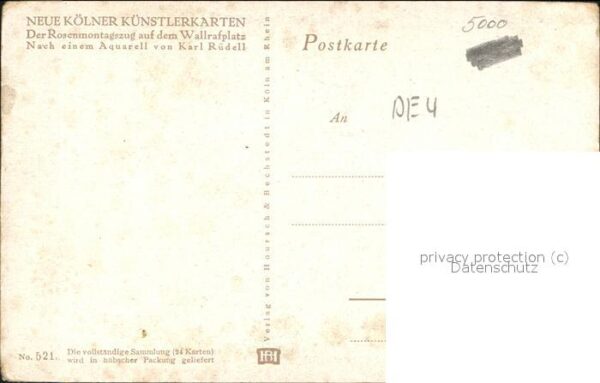 NEUE KÖLNER KÜNSTLERKARTEN
Der Rosenmontagszug auf dem Wallrafplatz
Nach einem Aquarell von Karl Rüdell
Postkarte
5000
An
DE 4
Verlag von Hoursch & Bechstedt in Köln am Rhein
privacy protection (c)
Datenschutz
No. 521.
Die vollständige Sammlung (24 Karten)
wird in hübscher Packung geliefert